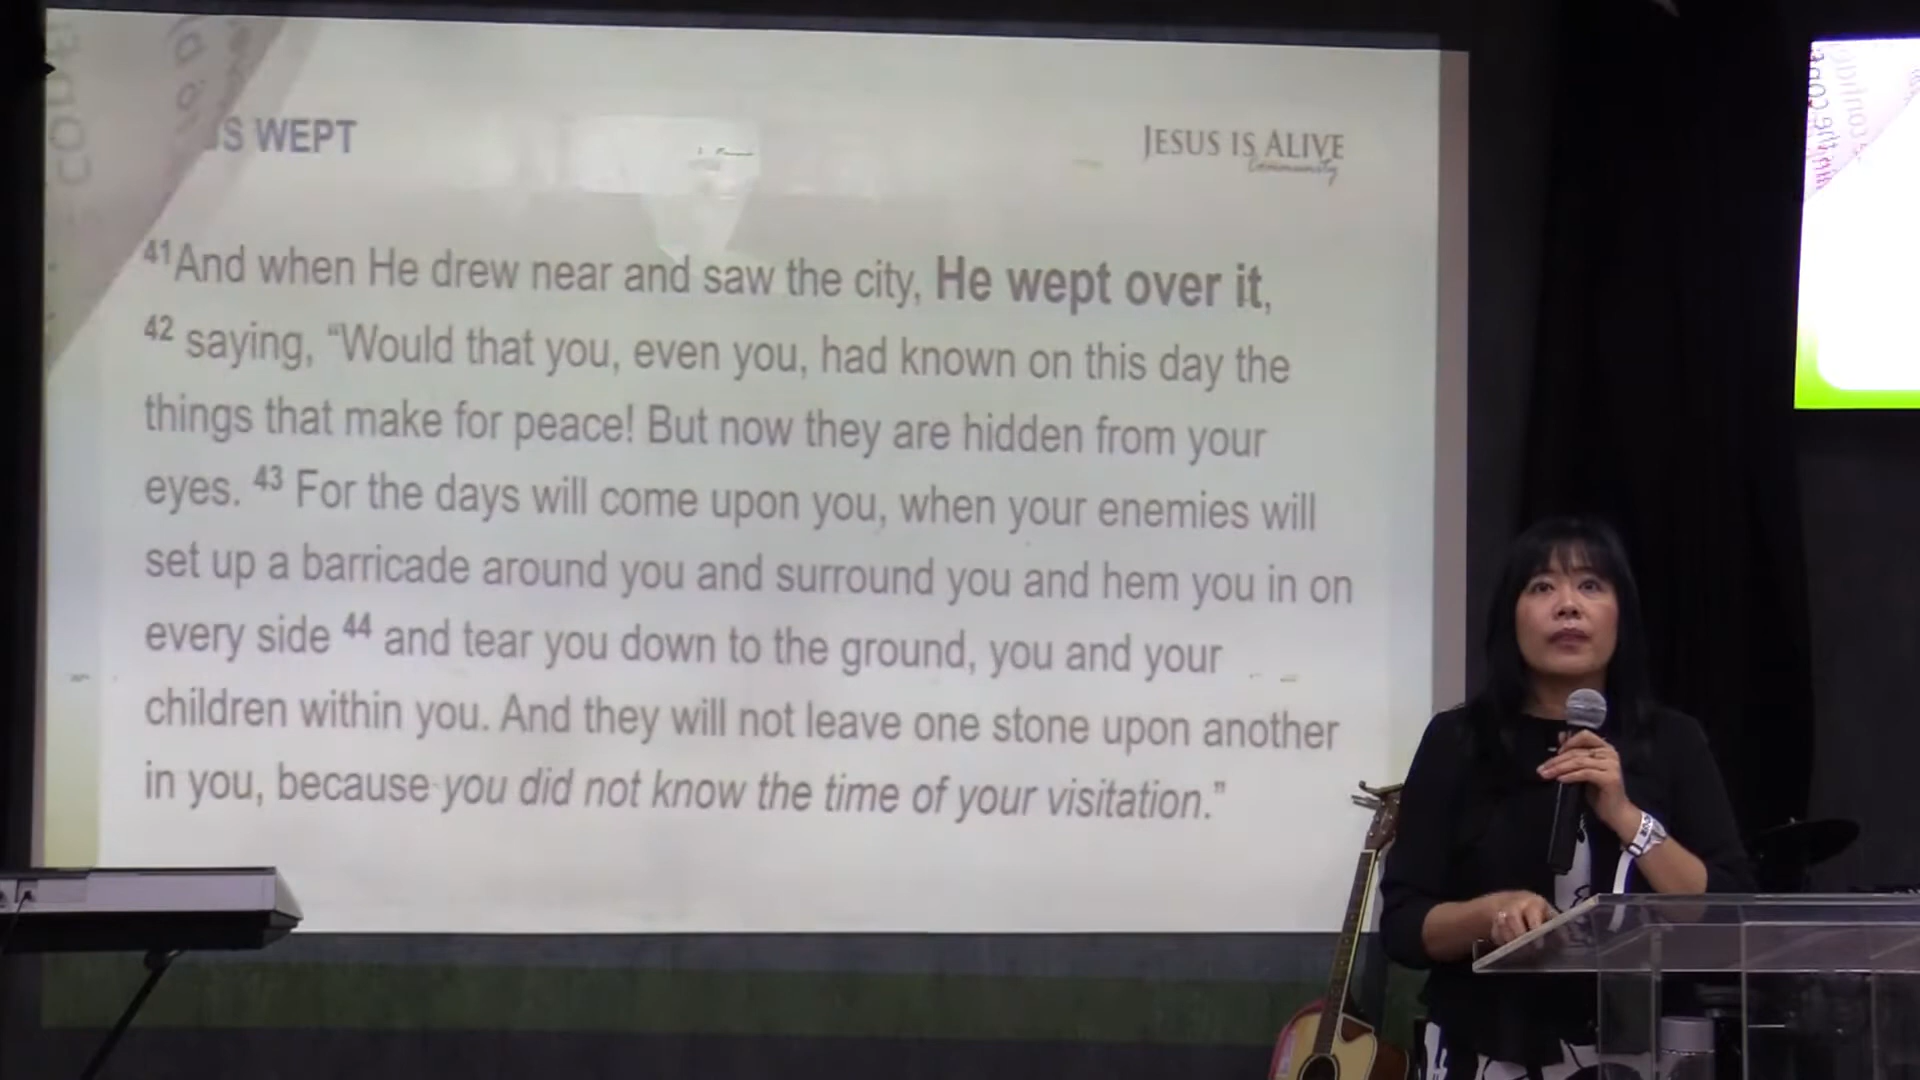 S WEPT
JESUS IS ALIVE
Community
41 And when He drew near and saw the city, He wept over it,
42 saying, “Would that you, even you, had known on this day the
things that make for peace! But now they are hidden from your
eyes. 43 For the days will come upon you, when your enemies will
set up a barricade around you and surround you and hem you in on
every side 44 and tear you down to the ground, you and your
children within you. And they will not leave one stone upon another
in you, because you did not know the time of your visitation.”